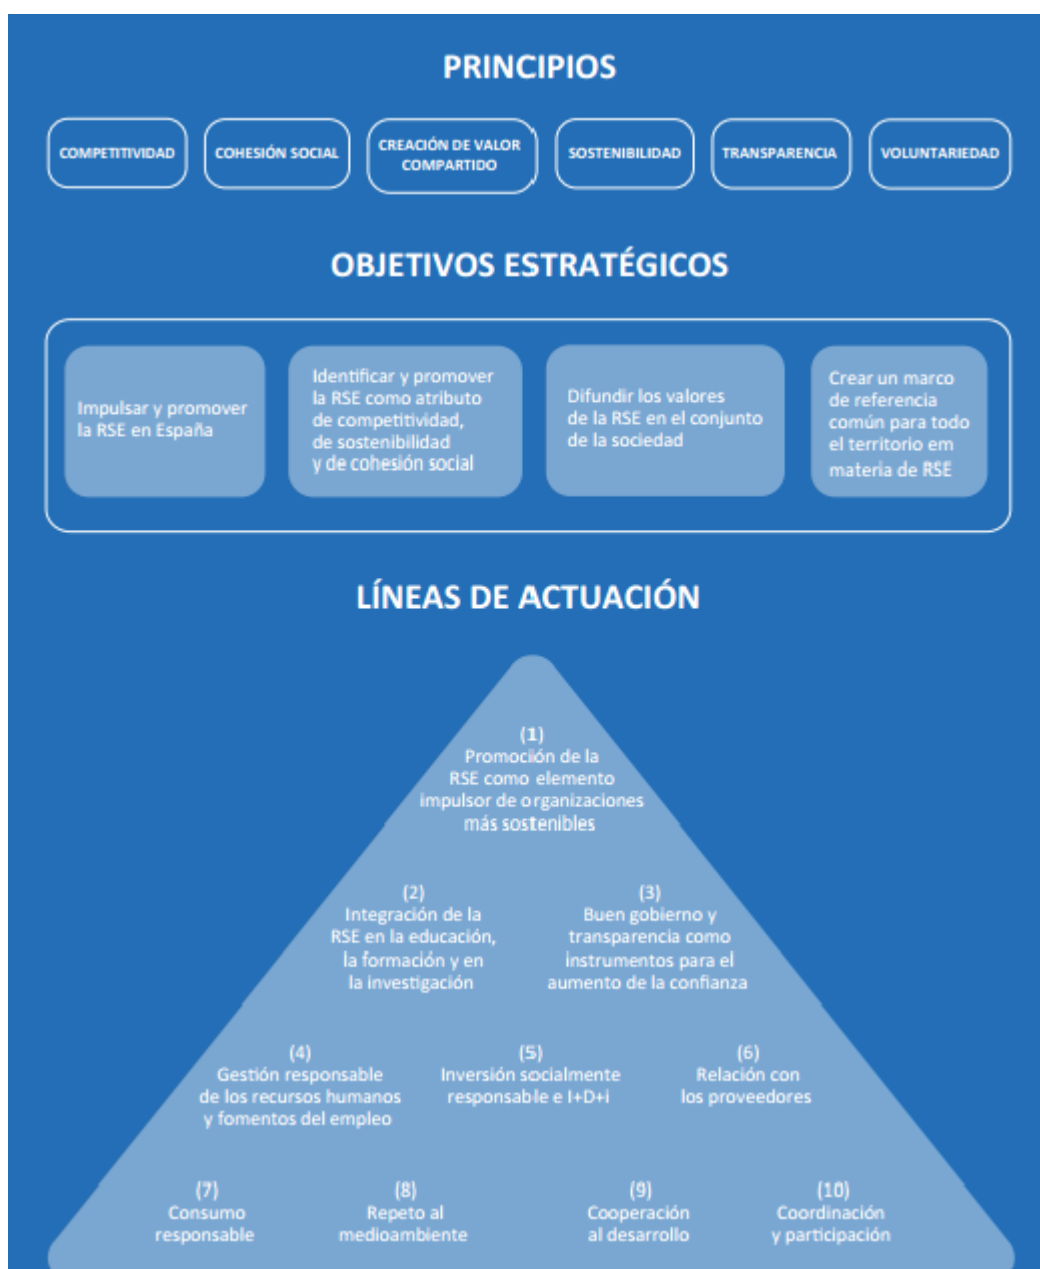 PRINCIPIOS
COMPETITIVIDAD
COHESIÓN SOCIAL
CREACIÓN DE VALOR
COMPARTIDO
SOSTENIBILIDAD
TRANSPARENCIA
VOLUNTARIEDAD
OBJETIVOS ESTRATÉGICOS
Impulsar y promover
la RSE en España
Identificar y promover
la RSE como atributo
de competitividad,
de sostenibilidad
y de cohesión social
Difundir los valores
de la RSE en el conjunto
de la sociedad
Crear un marco
de referencia
común para todo
el territorio em
materia de RSE
LÍNEAS DE ACTUACIÓN
(1)
Promoción de la
RSE como elemento
impulsor de organizaciones
más sostenibles
(2)
Integración de la
RSE en la educación,
la formación y en
la investigación
(3)
Buen gobierno y
transparencia como
instrumentos para el
aumento de la confianza
(4)
Gestión responsable
de los recursos humanos
y fomentos del empleo
(5)
Inversión socialmente
responsable e I+D+i
(6)
Relación con
los proveedores
(7)
Consumo
responsable
(8)
Repeto al
medioambiente
(9)
Cooperación
al desarrollo
(10)
Coordinación
y participación